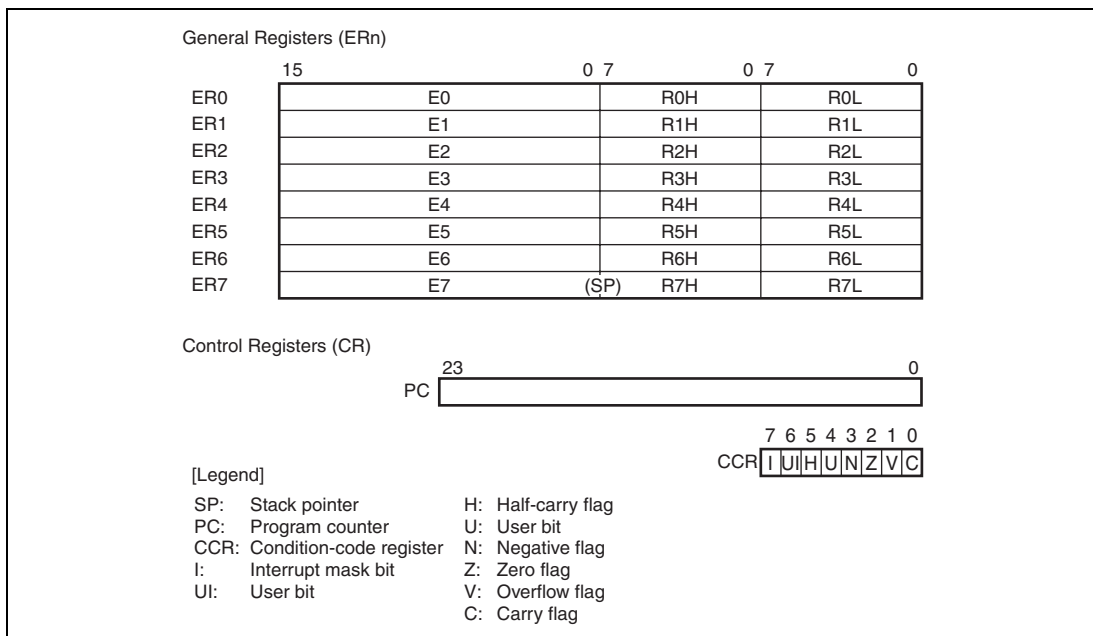 General Registers (ERn)
15 0 7 0 7 0
ER0 E0 R0H R0L
ER1 E1 R1H R1L
ER2 E2 R2H R2L
ER3 E3 R3H R3L
ER4 E4 R4H R4L
ER5 E5 R5H R5L
ER6 E6 R6H R6L
ER7 E7 (SP) R7H R7L
Control Registers (CR)
23 0
PC
7 6 5 4 3 2 1 0
CCR I UI H U N Z V C
[Legend]
SP: Stack pointer
PC: Program counter
CCR: Condition-code register
I: Interrupt mask bit
UI: User bit
H: Half-carry flag
U: User bit
N: Negative flag
Z: Zero flag
V: Overflow flag
C: Carry flag